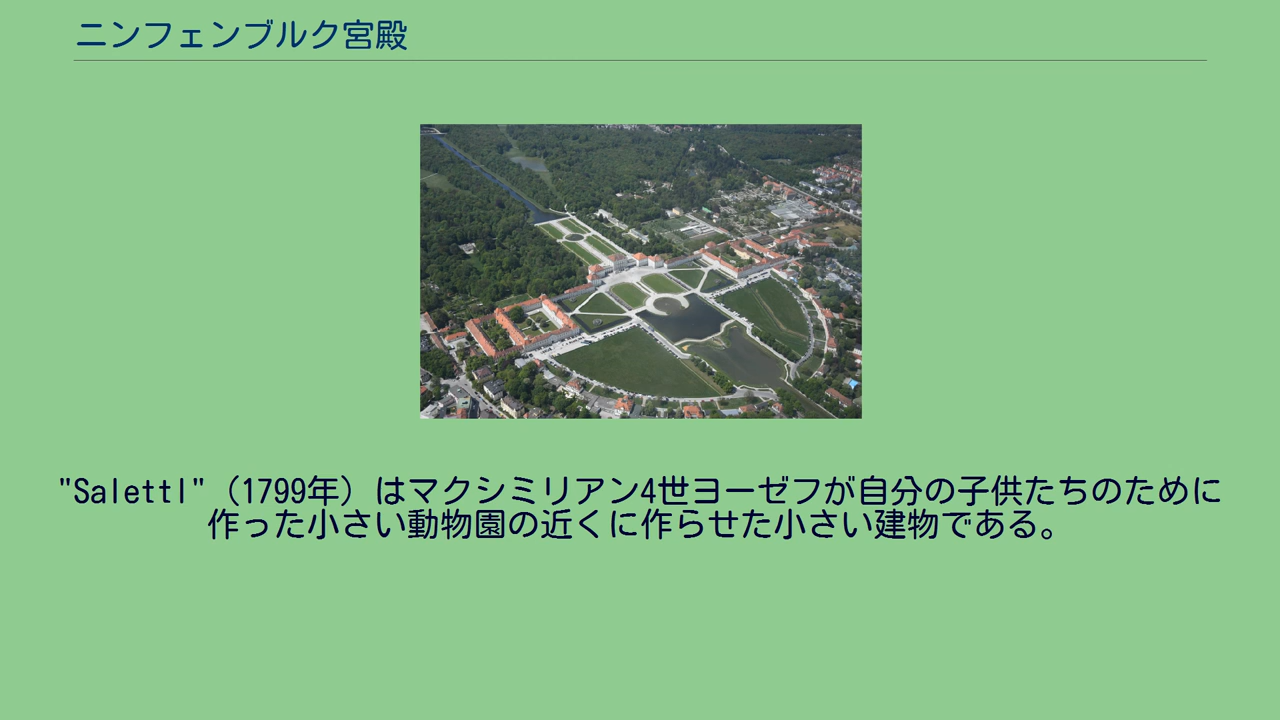 ニンフェンブルク宮殿
"Salettl"（1799年）はマクシミリアン4世ヨーゼフが自分の子供たちのために
作った小さい動物園の近くに作らせた小さい建物である。